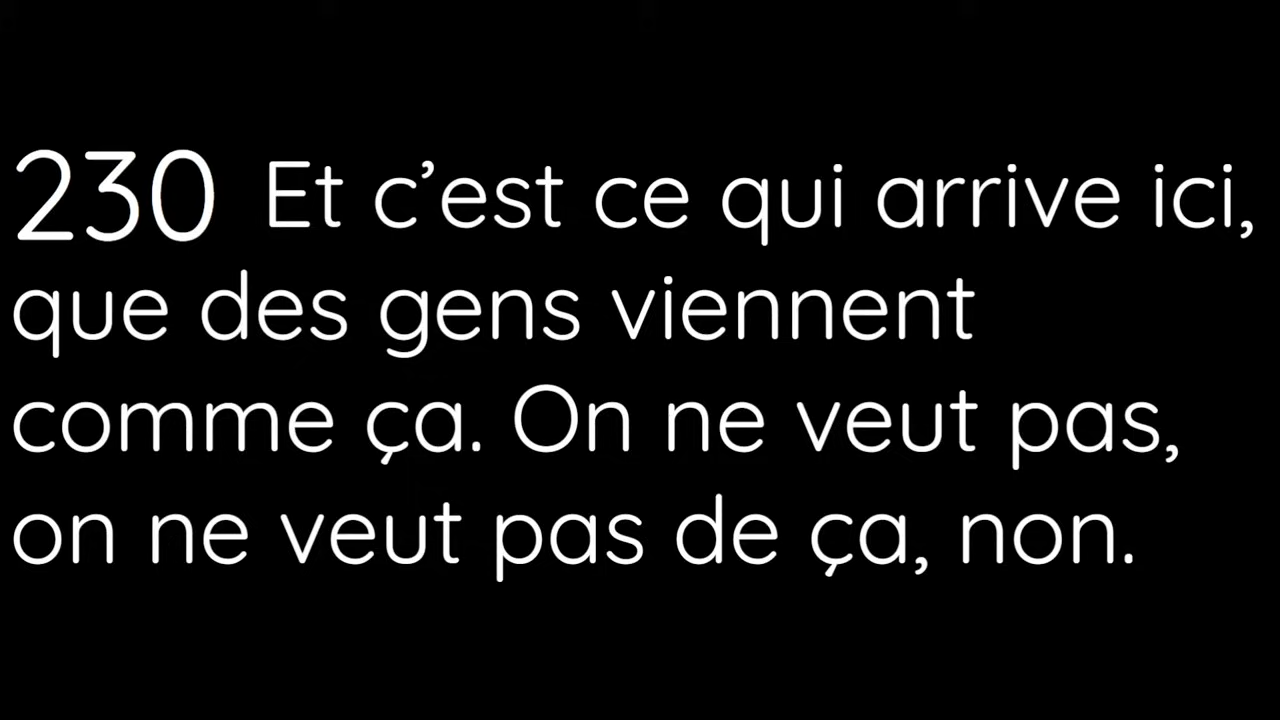 230 Et c’est ce qui arrive ici,
que des gens viennent
comme ça. On ne veut pas,
on ne veut pas de ça, non.